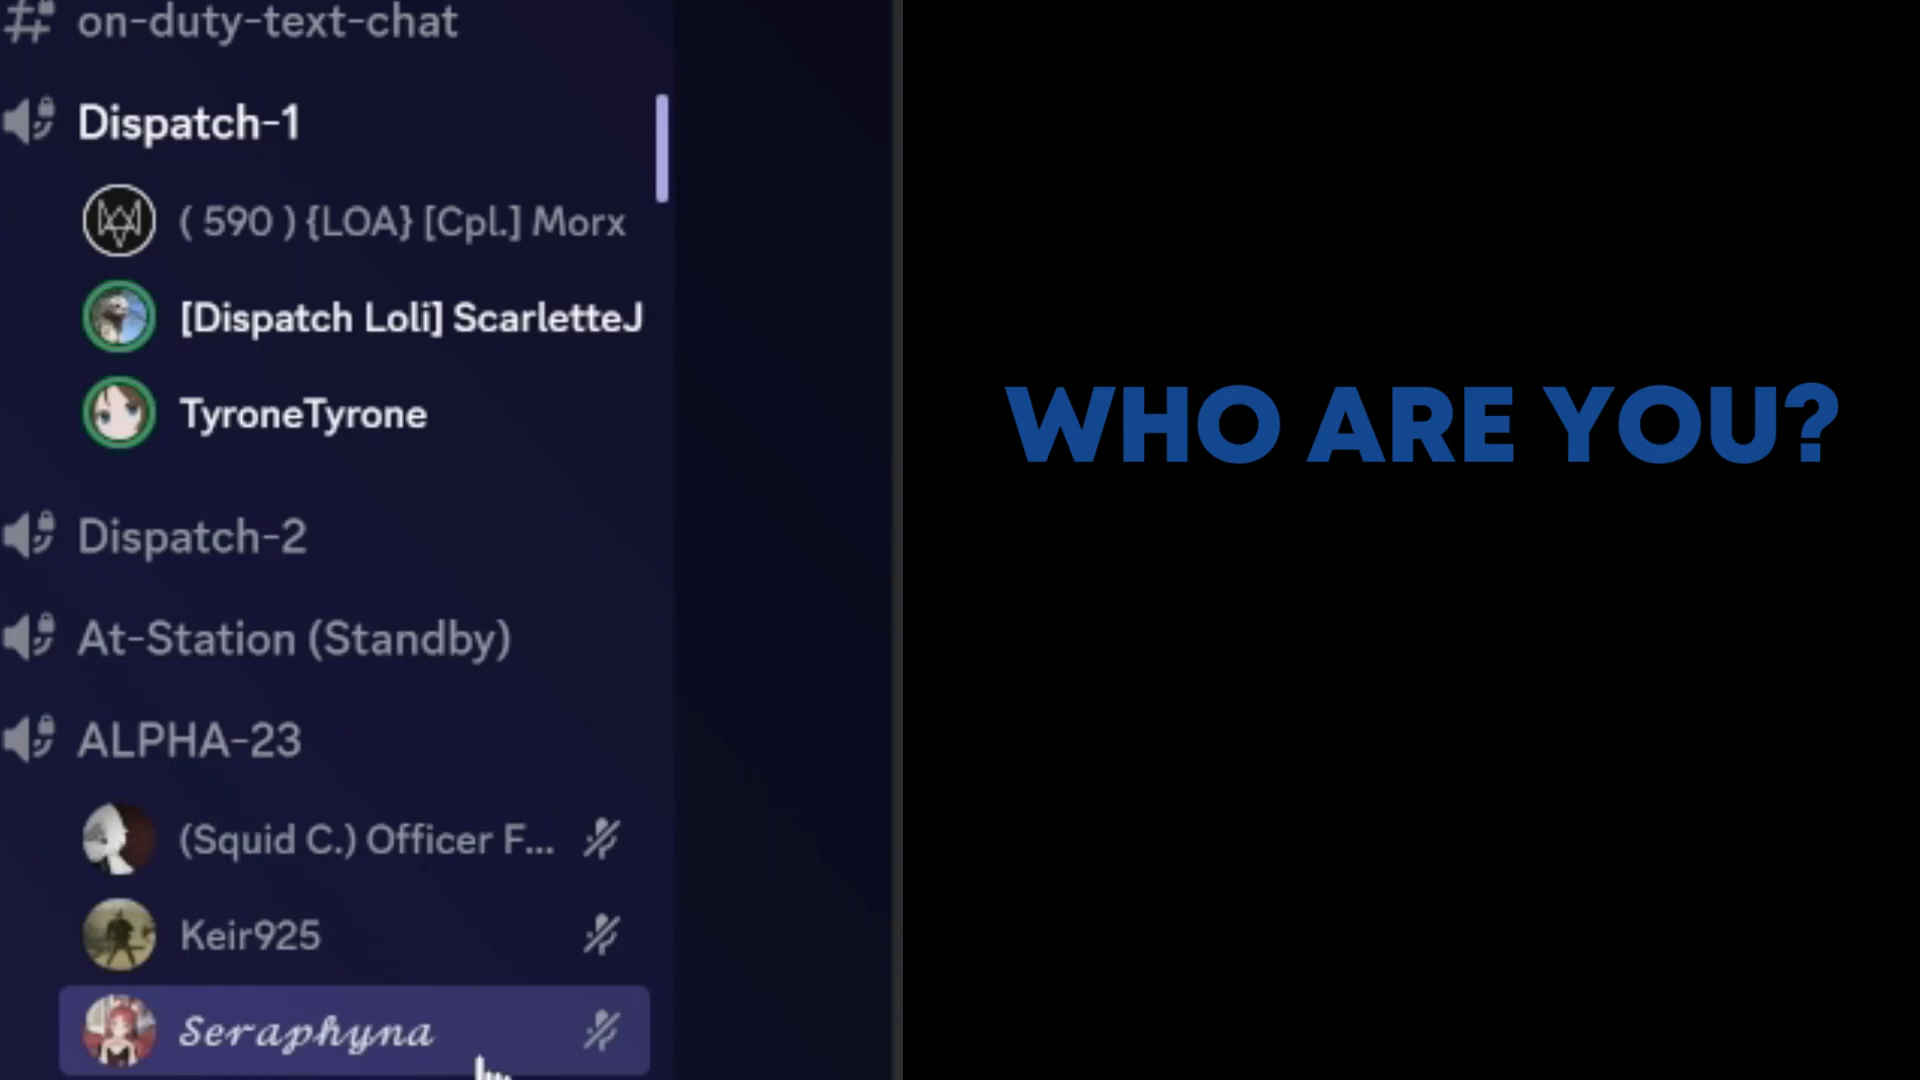 on-duty-text-chat
Dispatch-1
( 590 ) {LOA} [Cpl.] Morx
[Dispatch Loli] ScarletteJ
TyroneTyrone
Dispatch-2
At-Station (Standby)
ALPHA-23
(Squid C.) Officer F...
Keir925
𝓢𝓮𝓻𝓪𝓹𝓱𝔂𝓷𝓪
WHO ARE YOU?